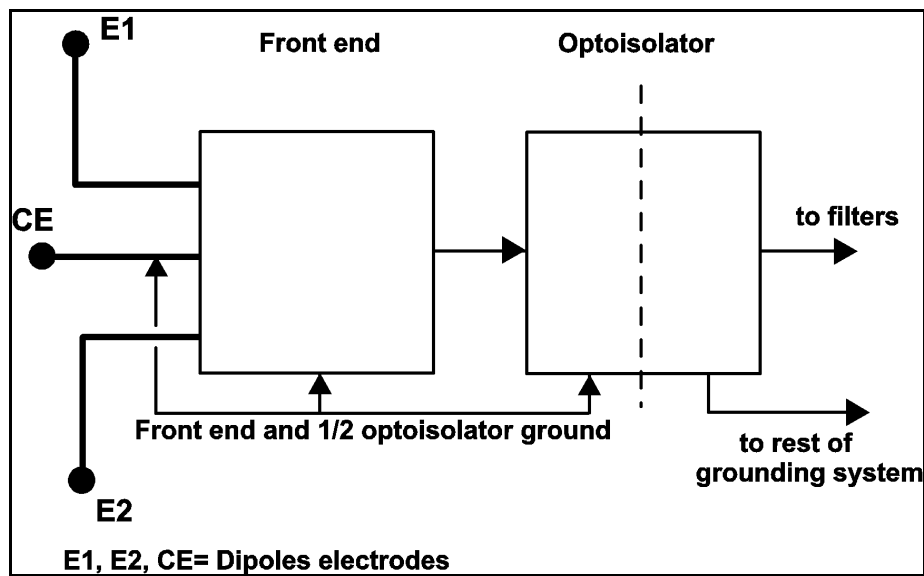 E1
Front end
Optoisolator
CE
to filters
Front end and 1/2 optoisolator ground
to rest of
grounding system
E2
E1, E2, CE= Dipoles electrodes